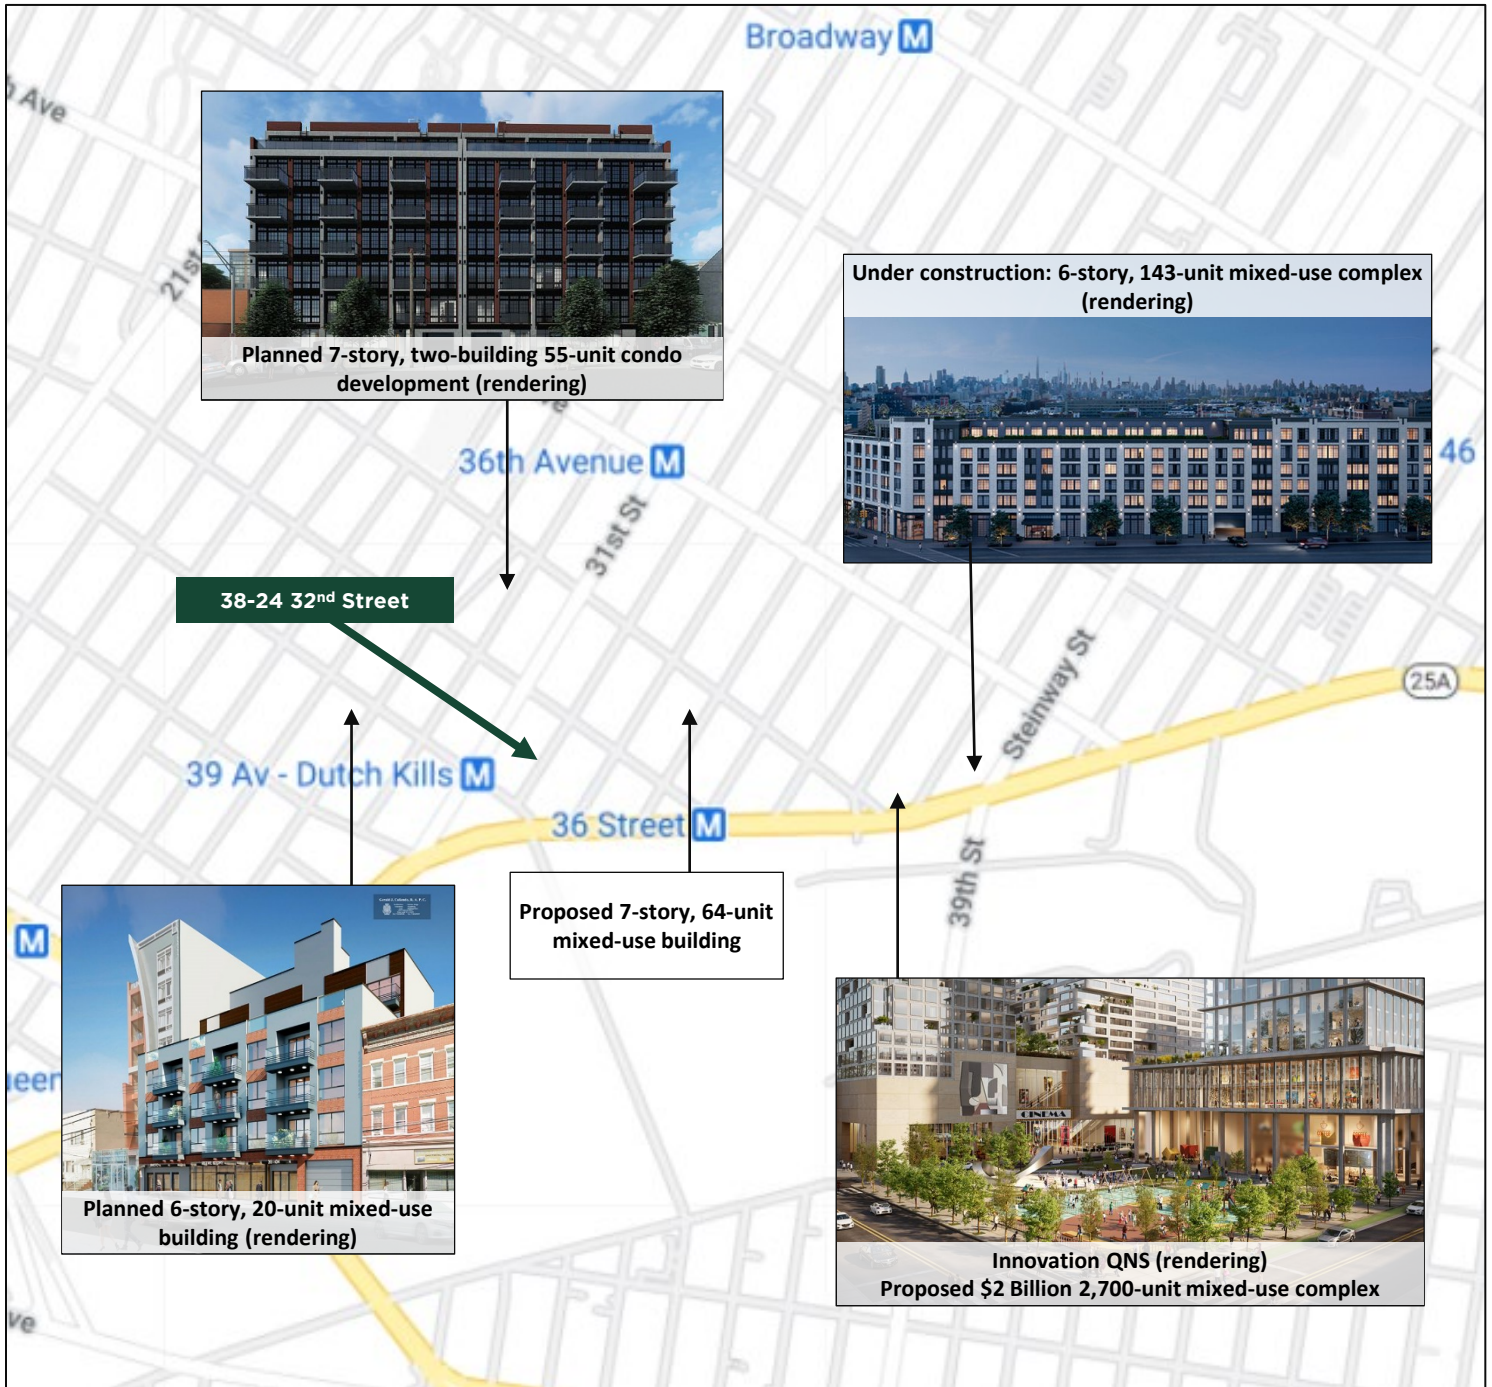 Broadway M
Ave
21st
Planned 7-story, two-building 55-unit condo
development (rendering)
Under construction: 6-story, 143-unit mixed-use complex
(rendering)
36th Avenue M
46
31st St
38-24 32nd Street
Steinway St
25A
39 Av - Dutch Kills M
36 Street M
39th St
Proposed 7-story, 64-unit
mixed-use building
M
CINEMA
Planned 6-story, 20-unit mixed-use
building (rendering)
Innovation QNS (rendering)
Proposed $2 Billion 2,700-unit mixed-use complex